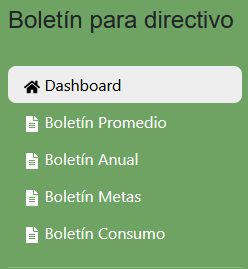 Boletín para directivo
Dashboard
Boletín Promedio
Boletín Anual
Boletín Metas
Boletín Consumo